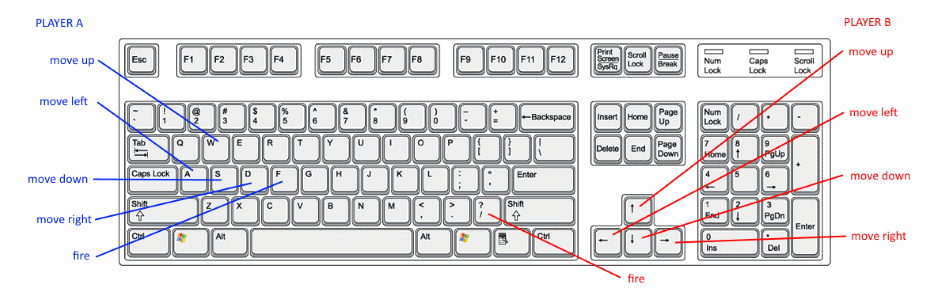 PLAYER A
PLAYER B
move up
move left
move down
move right
fire
move up
move left
move down
move right
fire
Esc
F1
F2
F3
F4
F5
F6
F7
F8
F9
F10
F11
F12
Print Screen SysRq
Scroll Lock
Pause Break
Num Lock
Caps Lock
Scroll Lock
~ `
! 1
@ 2
# 3
$ 4
% 5
^ 6
& 7
* 8
( 9
) 0
+ =
←Backspace
Insert
Home
Page Up
Num Lock
/
-
Tab
Q
W
E
R
T
Y
U
I
O
P
{ [
} ]
| \
Delete
End
Page Down
7 Home
8 ↑
9 PgUp
+
Caps Lock
A
S
D
F
G
H
J
K
L
: ;
" '
Enter
4 ←
5
6 →
Shift
Z
X
C
V
B
N
M
< ,
> .
? /
Shift
↑
1 End
2 ↓
3 PgDn
Enter
Ctrl
Alt
Alt
Ctrl
←
↓
→
0 Ins
Del